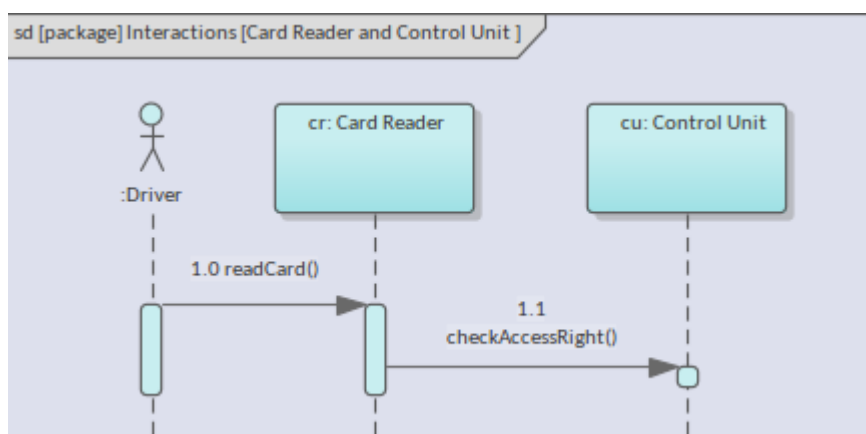 sd [package] Interactions [Card Reader and Control Unit ]
cr: Card Reader
cu: Control Unit
:Driver
1.0 readCard()
1.1
checkAccessRight()